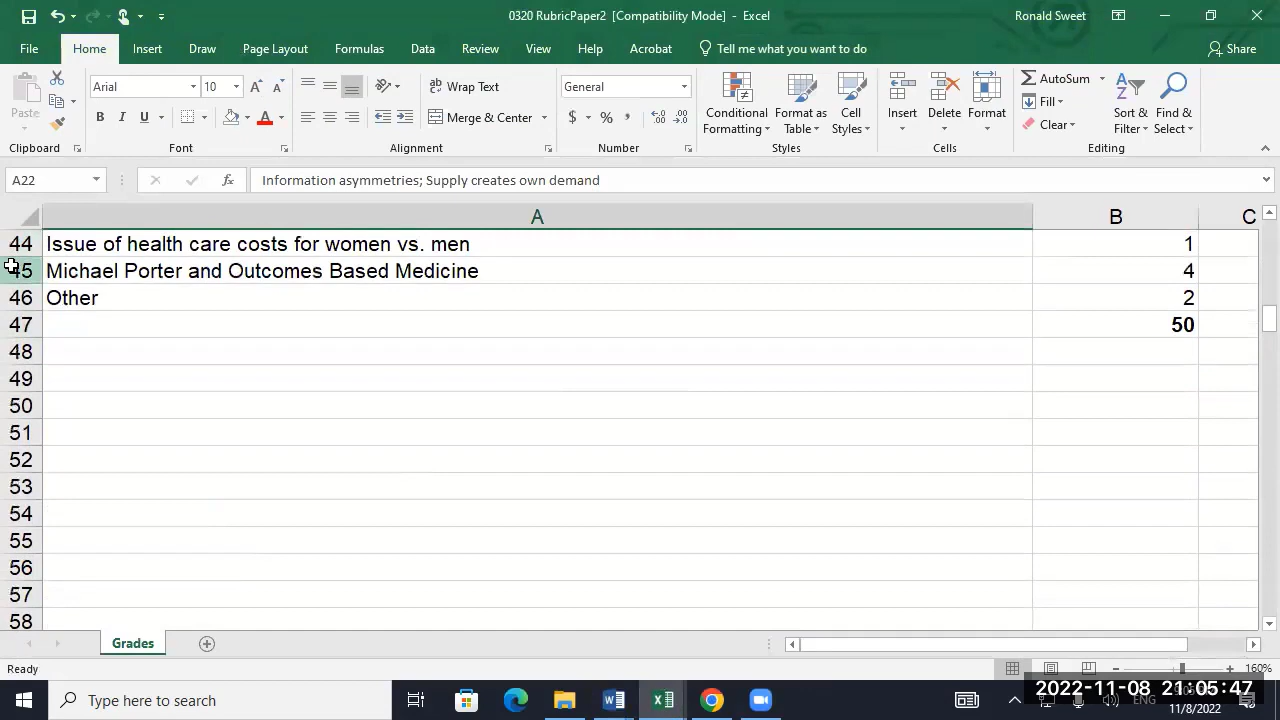 0320 RubricPaper2 [Compatibility Mode] - Excel
Ronald Sweet
File Home Insert Draw Page Layout Formulas Data Review View Help Acrobat Tell me what you want to do Share
Paste
Clipboard
Arial 10
B I U A
Font
Wrap Text
Merge & Center
Alignment
General
$ % ,
Number
Conditional Formatting
Format as Table
Cell Styles
Styles
Insert Delete Format
Cells
AutoSum
Fill
Clear
Sort & Filter
Find & Select
Editing
A22 fx Information asymmetries; Supply creates own demand
A B C
44 Issue of health care costs for women vs. men 1
45 Michael Porter and Outcomes Based Medicine 4
46 Other 2
47 50
48
49
50
51
52
53
54
55
56
57
58
Grades
Ready 160%
Type here to search
2022-11-08 21:05:47
ENG
11/8/2022